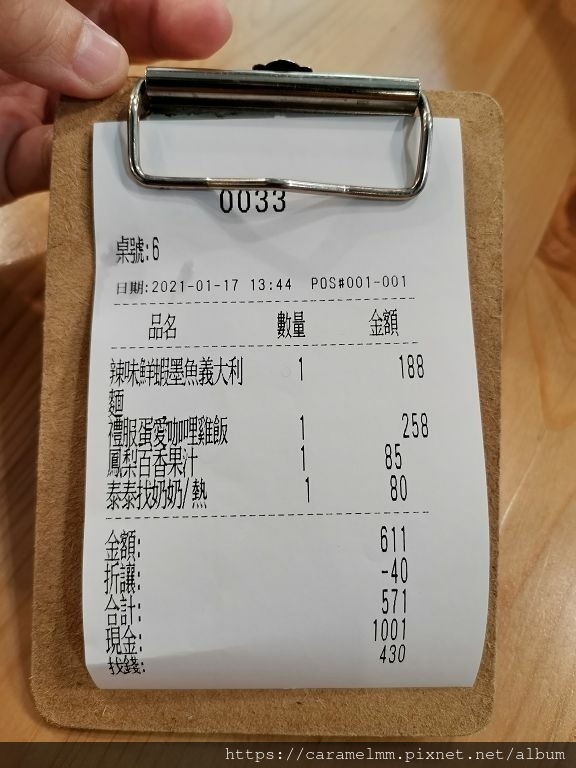 0033
桌號:6
日期:2021-01-17 13:44 POS#001-001
品名 數量 金額
辣味鮮蝦墨魚義大利 1 188
麵
禮服蛋愛咖哩雞飯 1 258
鳳梨百香果汁 1 85
泰泰找奶奶/熱 1 80
金額: 611
折讓: -40
合計: 571
現金: 1001
找錢: 430
https://caramelmm.pixnet.net/album